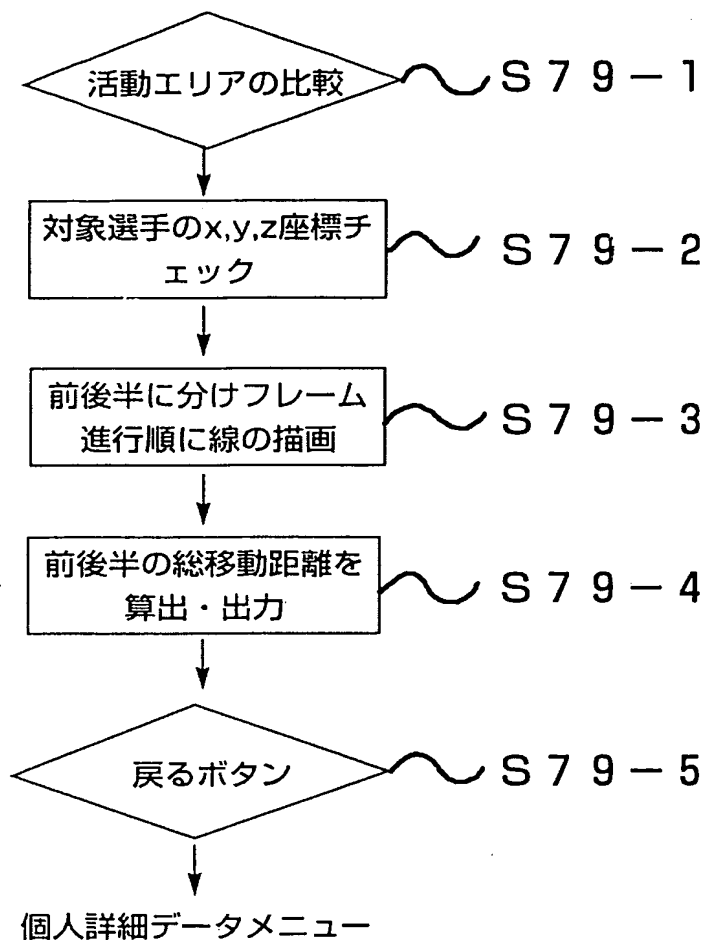 活動エリアの比較
S79-1
対象選手のx,y,z座標チ
ェック
S79-2
前後半に分けフレーム
進行順に線の描画
S79-3
前後半の総移動距離を
算出・出力
S79-4
戻るボタン
S79-5
個人詳細データメニュー